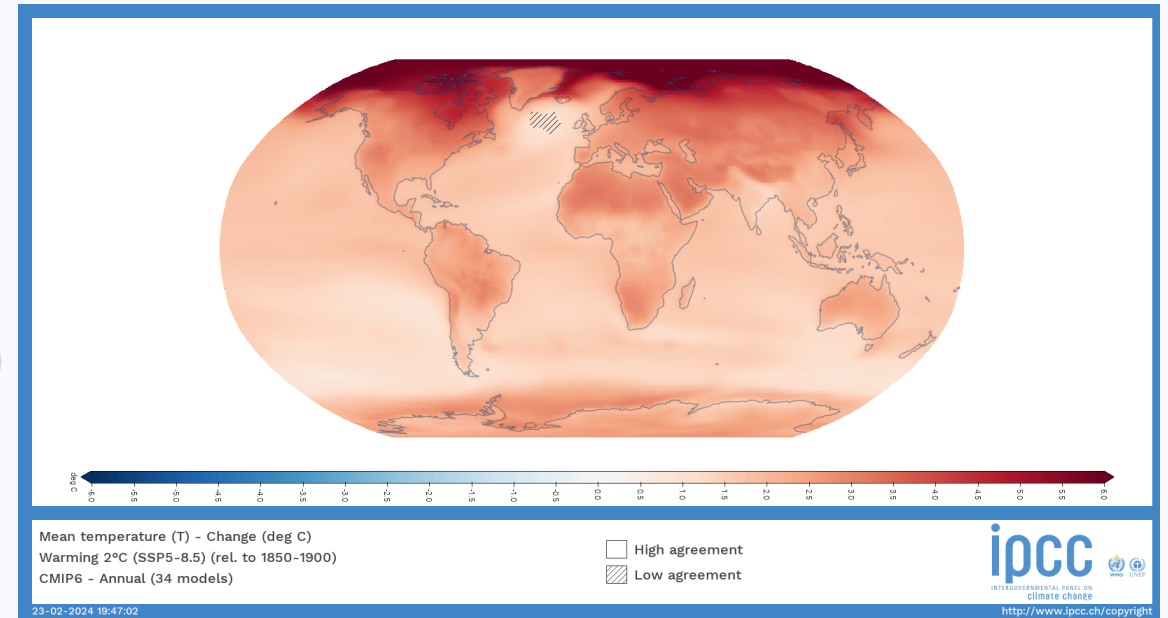 deg C
-6.0 -5.5 -5.0 -4.5 -4.0 -3.5 -3.0 -2.5 -2.0 -1.5 -1.0 -0.5 0.0 0.5 1.0 1.5 2.0 2.5 3.0 3.5 4.0 4.5 5.0 5.5 6.0
Mean temperature (T) - Change (deg C)
Warming 2°C (SSP5-8.5) (rel. to 1850-1900)
CMIP6 - Annual (34 models)
High agreement
Low agreement
ipcc
INTERGOVERNMENTAL PANEL ON
climate change
WMO
UNEP
23-02-2024 19:47:02
http://www.ipcc.ch/copyright